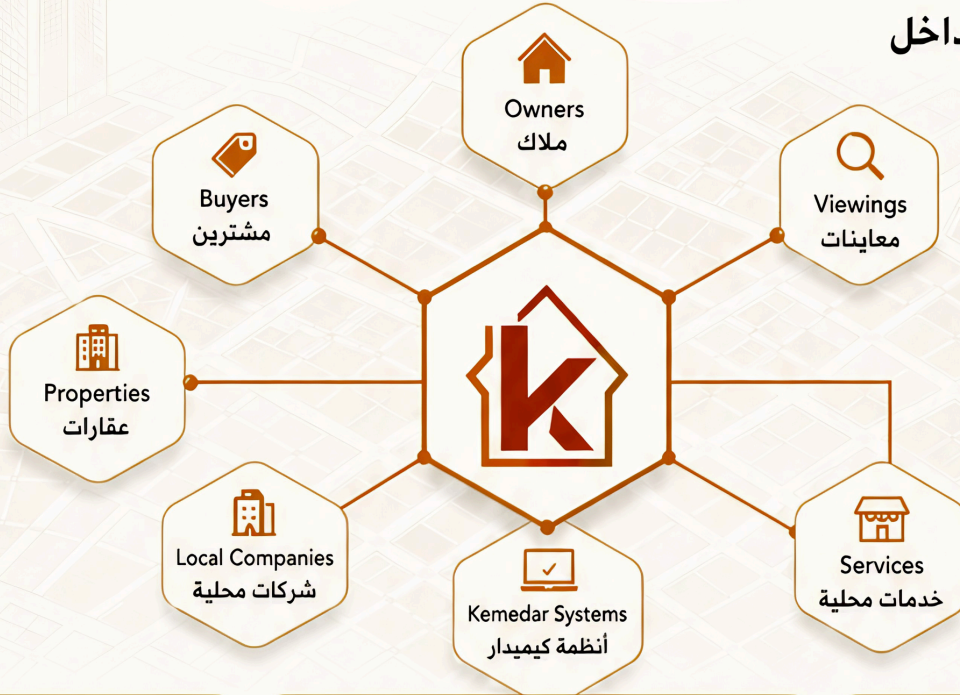 Owners
ملاك
Buyers
مشترين
Viewings
معاينات
Properties
عقارات
Local Companies
شركات محلية
Kemedar Systems
أنظمة كيميدار
Services
خدمات محلية